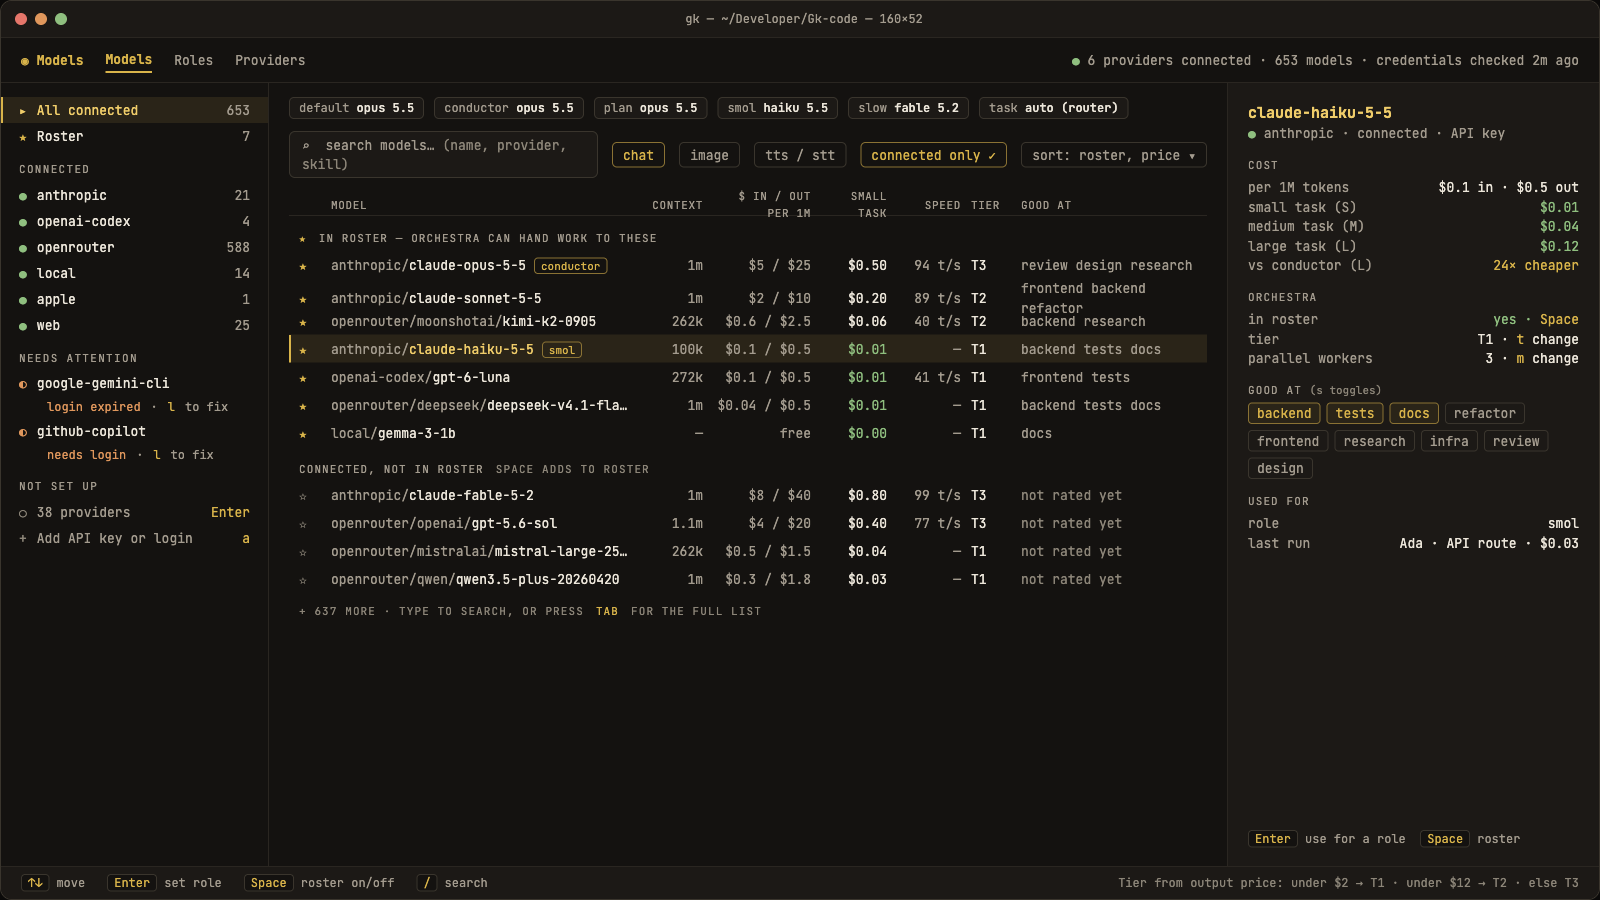 gk — ~/Developer/Gk-code — 160×52
◉ Models Models Roles Providers
● 6 providers connected · 653 models · credentials checked 2m ago
▸ All connected 653
★ Roster 7
CONNECTED
● anthropic 21
● openai-codex 4
● openrouter 588
● local 14
● apple 1
● web 25
NEEDS ATTENTION
◐ google-gemini-cli
login expired · l to fix
◐ github-copilot
needs login · l to fix
NOT SET UP
○ 38 providers Enter
+ Add API key or login a
default opus 5.5 conductor opus 5.5 plan opus 5.5 smol haiku 5.5 slow fable 5.2 task auto (router)
⌕ search models… (name, provider,
skill)
chat image tts / stt connected only ✓ sort: roster, price ▾
MODEL CONTEXT $ IN / OUT PER 1M SMALL TASK SPEED TIER GOOD AT
★ IN ROSTER — ORCHESTRA CAN HAND WORK TO THESE
★ anthropic/claude-opus-5-5 conductor 1m $5 / $25 $0.50 94 t/s T3 review design research
★ anthropic/claude-sonnet-5-5 1m $2 / $10 $0.20 89 t/s T2 frontend backend
refactor
★ openrouter/moonshotai/kimi-k2-0905 262k $0.6 / $2.5 $0.06 40 t/s T2 backend research
★ anthropic/claude-haiku-5-5 smol 100k $0.1 / $0.5 $0.01 — T1 backend tests docs
★ openai-codex/gpt-6-luna 272k $0.1 / $0.5 $0.01 41 t/s T1 frontend tests
★ openrouter/deepseek/deepseek-v4.1-fla… 1m $0.04 / $0.5 $0.01 — T1 backend tests docs
★ local/gemma-3-1b — free $0.00 — T1 docs
CONNECTED, NOT IN ROSTER SPACE ADDS TO ROSTER
☆ anthropic/claude-fable-5-2 1m $8 / $40 $0.80 99 t/s T3 not rated yet
☆ openrouter/openai/gpt-5.6-sol 1.1m $4 / $20 $0.40 77 t/s T3 not rated yet
☆ openrouter/mistralai/mistral-large-25… 262k $0.5 / $1.5 $0.04 — T1 not rated yet
☆ openrouter/qwen/qwen3.5-plus-20260420 1m $0.3 / $1.8 $0.03 — T1 not rated yet
+ 637 MORE · TYPE TO SEARCH, OR PRESS TAB FOR THE FULL LIST
claude-haiku-5-5
● anthropic · connected · API key
COST
per 1M tokens $0.1 in · $0.5 out
small task (S) $0.01
medium task (M) $0.04
large task (L) $0.12
vs conductor (L) 24× cheaper
ORCHESTRA
in roster yes · Space
tier T1 · t change
parallel workers 3 · m change
GOOD AT (s toggles)
backend tests docs refactor
frontend research infra review
design
USED FOR
role smol
last run Ada · API route · $0.03
Enter use for a role Space roster
↑↓ move Enter set role Space roster on/off / search
Tier from output price: under $2 → T1 · under $12 → T2 · else T3